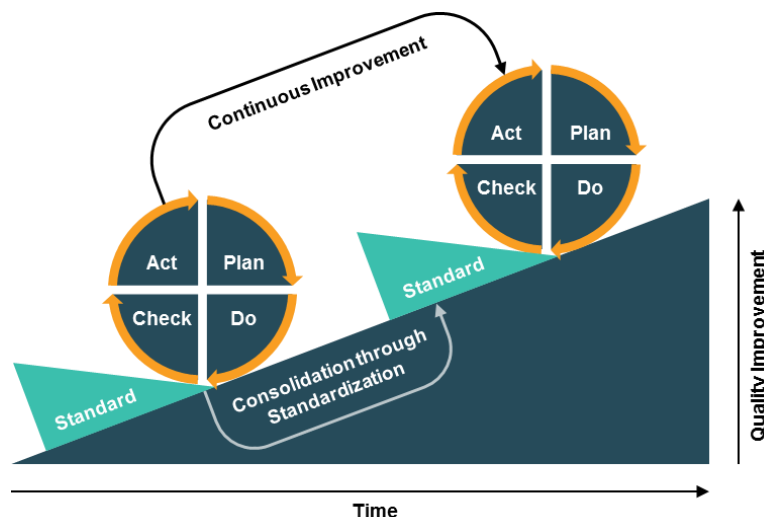 Continuous Improvement
Act
Plan
Check
Do
Act
Plan
Check
Do
Standard
Standard
Consolidation through
Standardization
Quality Improvement
Time